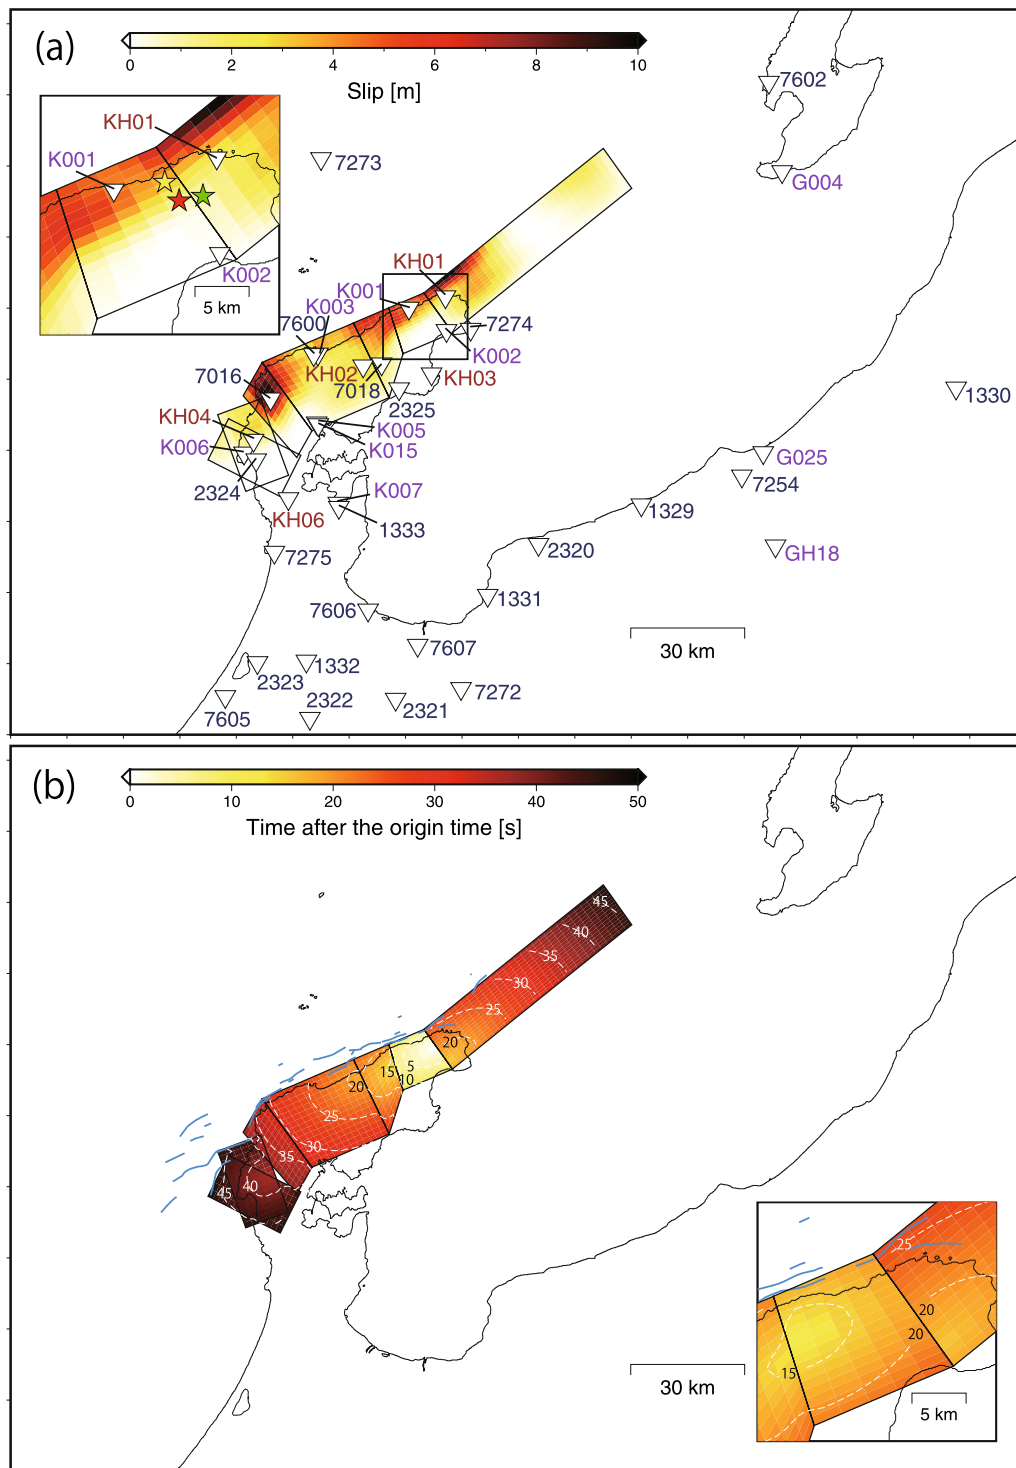 (a)
0 2 4 6 8 10
Slip [m]
7602
KH01
K001
7273
G004
K002
5 km
KH01
K001
K003
7600
7274
K002
KH02
7018
KH03
7016
2325
1330
KH04
K005
K006
K015
G025
2324
7254
K007
KH06
1333
1329
GH18
7275
2320
7606
1331
30 km
7607
1332
2323
7272
2322
2321
7605
(b)
0 10 20 30 40 50
Time after the origin time [s]
45
40
35
30
25
20
5
15
10
20
25
30
35
40
45
25
20
20
15
30 km
5 km